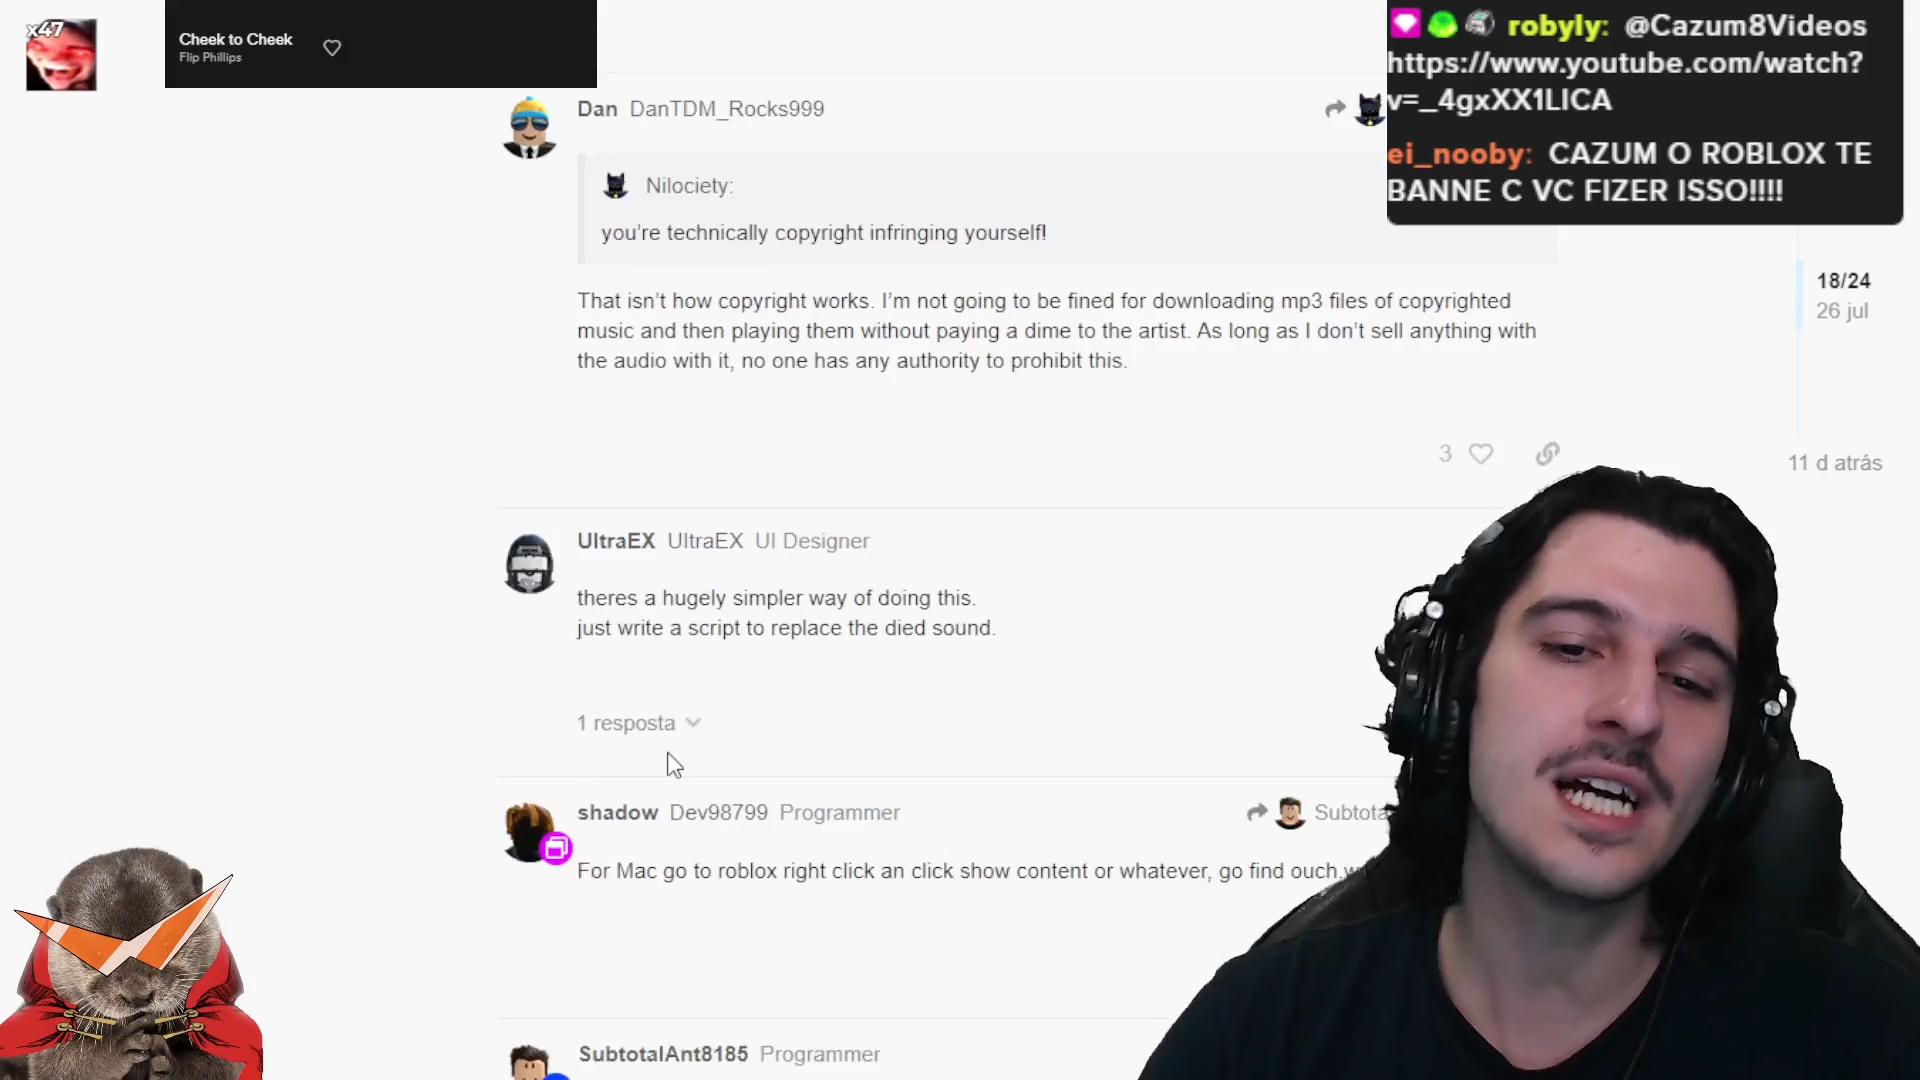 x47
Cheek to Cheek
Flip Phillips
robyly: @Cazum8Videos
https://www.youtube.com/watch?
v=_4gxXX1LICA
ei_nooby: CAZUM O ROBLOX TE
BANNE C VC FIZER ISSO!!!!
Dan DanTDM_Rocks999
Nilociety:
you're technically copyright infringing yourself!
That isn't how copyright works. I'm not going to be fined for downloading mp3 files of copyrighted
music and then playing them without paying a dime to the artist. As long as I don't sell anything with
the audio with it, no one has any authority to prohibit this.
18/24
26 jul
3
11 d atrás
UltraEX UltraEX UI Designer
theres a hugely simpler way of doing this.
just write a script to replace the died sound.
1 resposta
shadow Dev98799 Programmer
Subtota
For Mac go to roblox right click an click show content or whatever, go find ouch.w
SubtotalAnt8185 Programmer